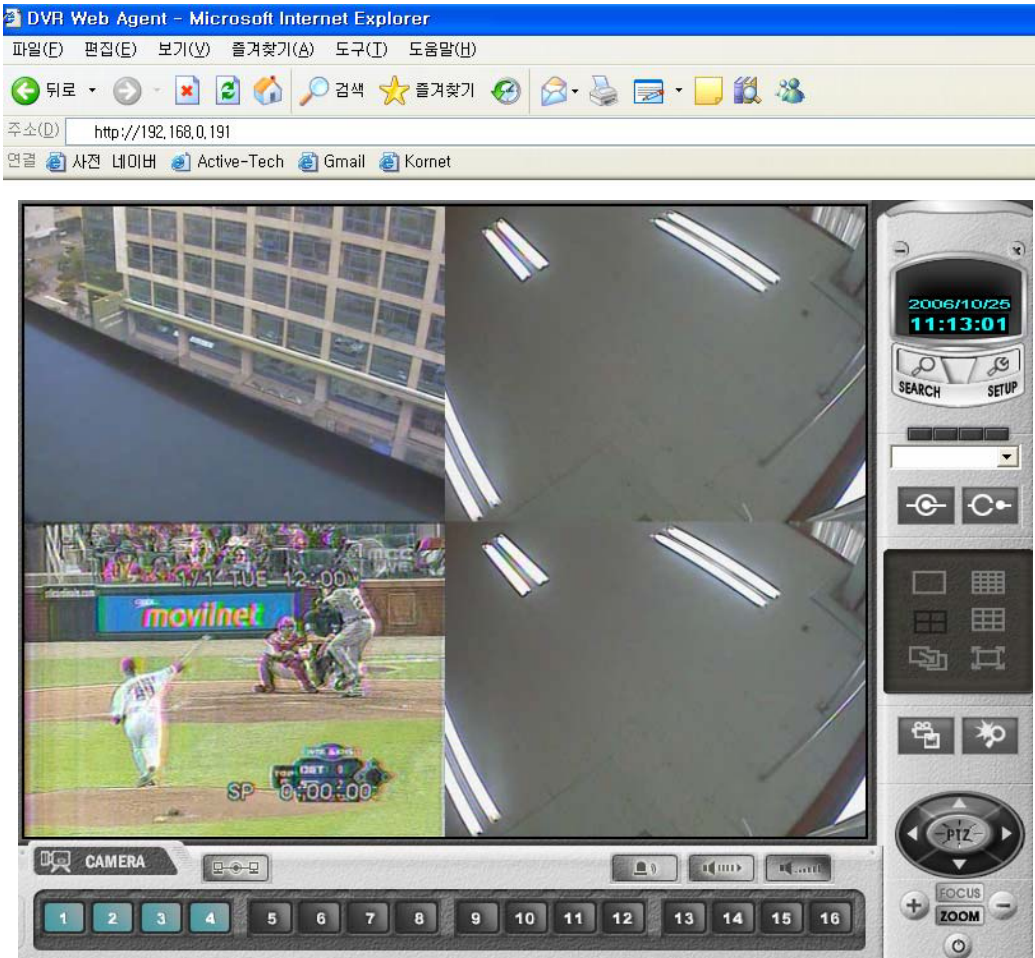 DVR Web Agent - Microsoft Internet Explorer
파일(F) 편집(E) 보기(V) 즐겨찾기(A) 도구(T) 도움말(H)
뒤로 검색 즐겨찾기
주소(D) http://192.168.0.191
연결 사전 네이버 Active-Tech Gmail Kornet
2006/10/25
11:13:01
SEARCH SETUP
1/1 TUE 12:00
movilnet
SP 0:00:00
PTZ
CAMERA
FOCUS
ZOOM
1 2 3 4 5 6 7 8 9 10 11 12 13 14 15 16